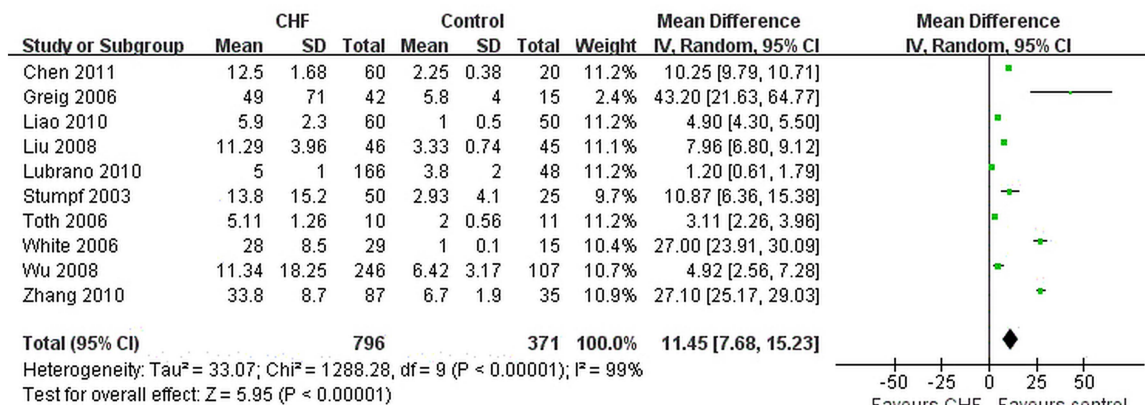 CHF Control Mean Difference Mean Difference
Study or Subgroup Mean SD Total Mean SD Total Weight IV, Random, 95% CI IV, Random, 95% CI
Chen 2011 12.5 1.68 60 2.25 0.38 20 11.2% 10.25 [9.79, 10.71]
Greig 2006 49 71 42 5.8 4 15 2.4% 43.20 [21.63, 64.77]
Liao 2010 5.9 2.3 60 1 0.5 50 11.2% 4.90 [4.30, 5.50]
Liu 2008 11.29 3.96 46 3.33 0.74 45 11.1% 7.96 [6.80, 9.12]
Lubrano 2010 5 1 166 3.8 2 48 11.2% 1.20 [0.61, 1.79]
Stumpf 2003 13.8 15.2 50 2.93 4.1 25 9.7% 10.87 [6.36, 15.38]
Toth 2006 5.11 1.26 10 2 0.56 11 11.2% 3.11 [2.26, 3.96]
White 2006 28 8.5 29 1 0.1 15 10.4% 27.00 [23.91, 30.09]
Wu 2008 11.34 18.25 246 6.42 3.17 107 10.7% 4.92 [2.56, 7.28]
Zhang 2010 33.8 8.7 87 6.7 1.9 35 10.9% 27.10 [25.17, 29.03]
Total (95% CI) 796 371 100.0% 11.45 [7.68, 15.23]
Heterogeneity: Tau² = 33.07; Chi² = 1288.28, df = 9 (P < 0.00001); I² = 99%
Test for overall effect: Z = 5.95 (P < 0.00001)
-50 -25 0 25 50
Favours CHF Favours control